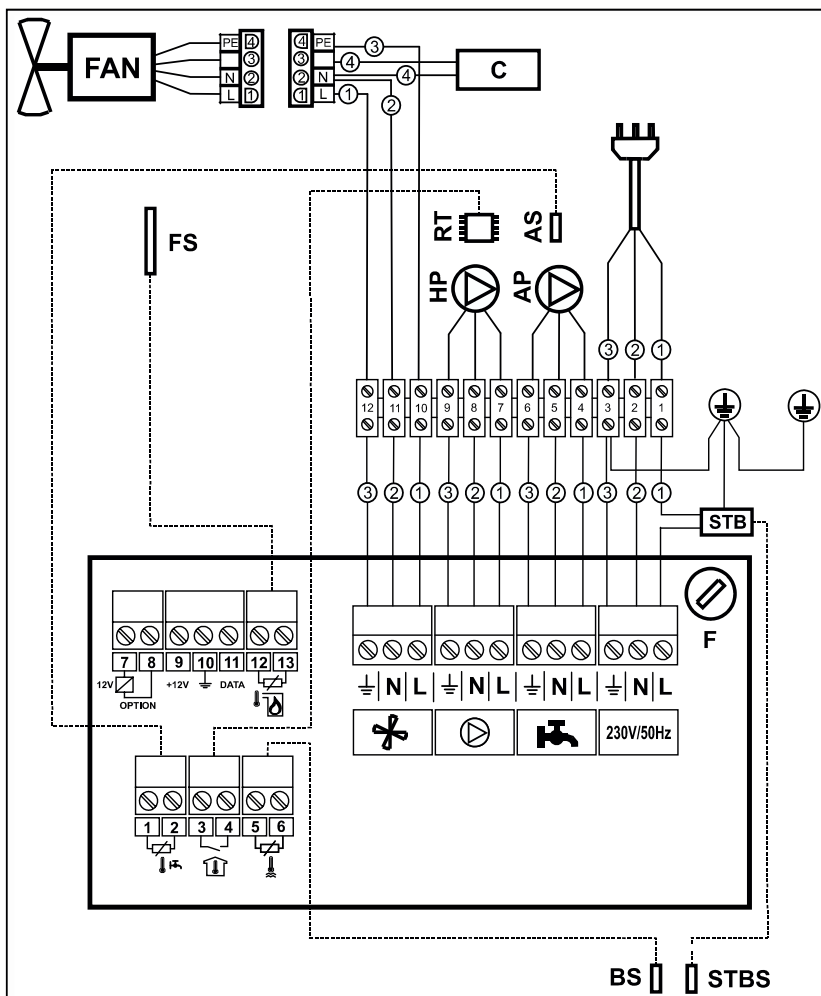 FAN
PE 4
3
N 2
L 1
4 PE
3
2 N
1 L
3
4
4
1
2
C
FS
RT
AS
HP
AP
3 2 1
12 11 10 9 8 7 6 5 4 3 2 1
3 2 1 3 2 1 3 2 1 3 2 1
STB
F
7 8 9 10 11 12 13
12V +12V DATA
OPTION
N L N L N L N L
230V/50Hz
1 2 3 4 5 6
BS STBS